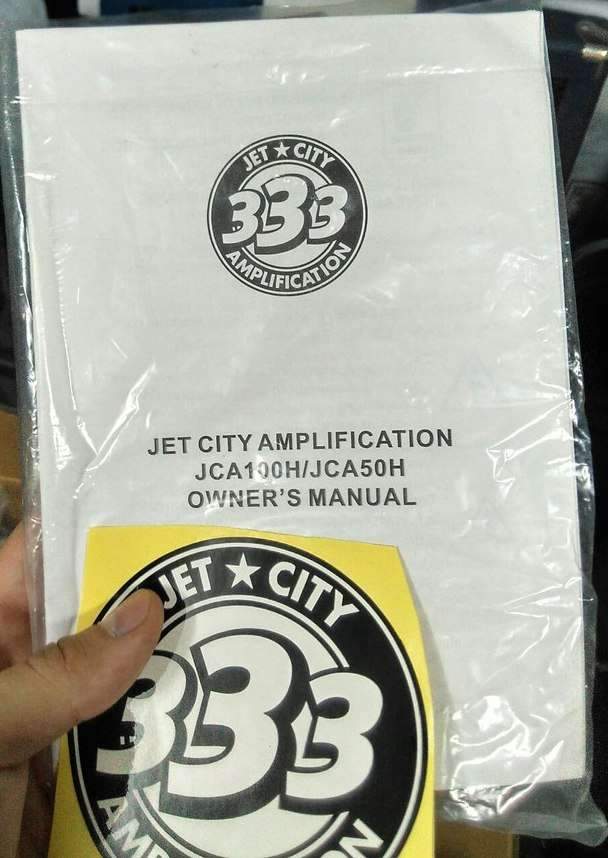 JET ★ CITY
333
AMPLIFICATION
JET CITY AMPLIFICATION
JCA100H/JCA50H
OWNER'S MANUAL
JET ★ CITY
333